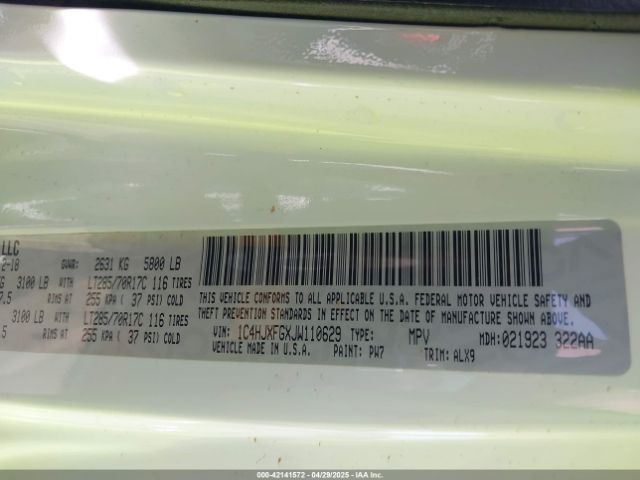 LLC
2-18 GVWR: 2631 KG 5800 LB
KG 3100 LB WITH LT285/70R17C 116 TIRES
7.5 RIMS AT 255 KPA ( 37 PSI) COLD
3100 LB WITH LT285/70R17C 116 TIRES
.5 RIMS AT 255 KPA ( 37 PSI) COLD
THIS VEHICLE CONFORMS TO ALL APPLICABLE U.S.A. FEDERAL MOTOR VEHICLE SAFETY AND
THEFT PREVENTION STANDARDS IN EFFECT ON THE DATE OF MANUFACTURE SHOWN ABOVE.
VIN: 1C4HJXFGXJW110629 TYPE: MPV MDH: 021923 322AA
VEHICLE MADE IN U.S.A. PAINT: PW7 TRIM: ALX9
000-42141572 - 04/29/2025 - IAA Inc.